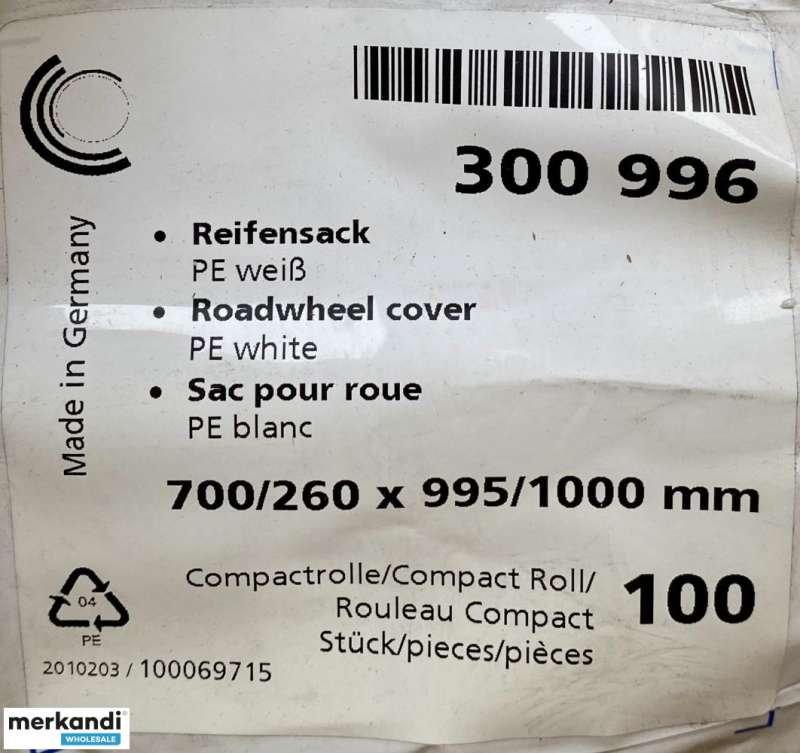 300 996
• Reifensack
PE weiß
• Roadwheel cover
PE white
• Sac pour roue
PE blanc
Made in Germany
700/260 x 995/1000 mm
Compactrolle/Compact Roll/
Rouleau Compact
Stück/pieces/pièces
100
04
PE
2010203 / 100069715
merkandi
WHOLESALE